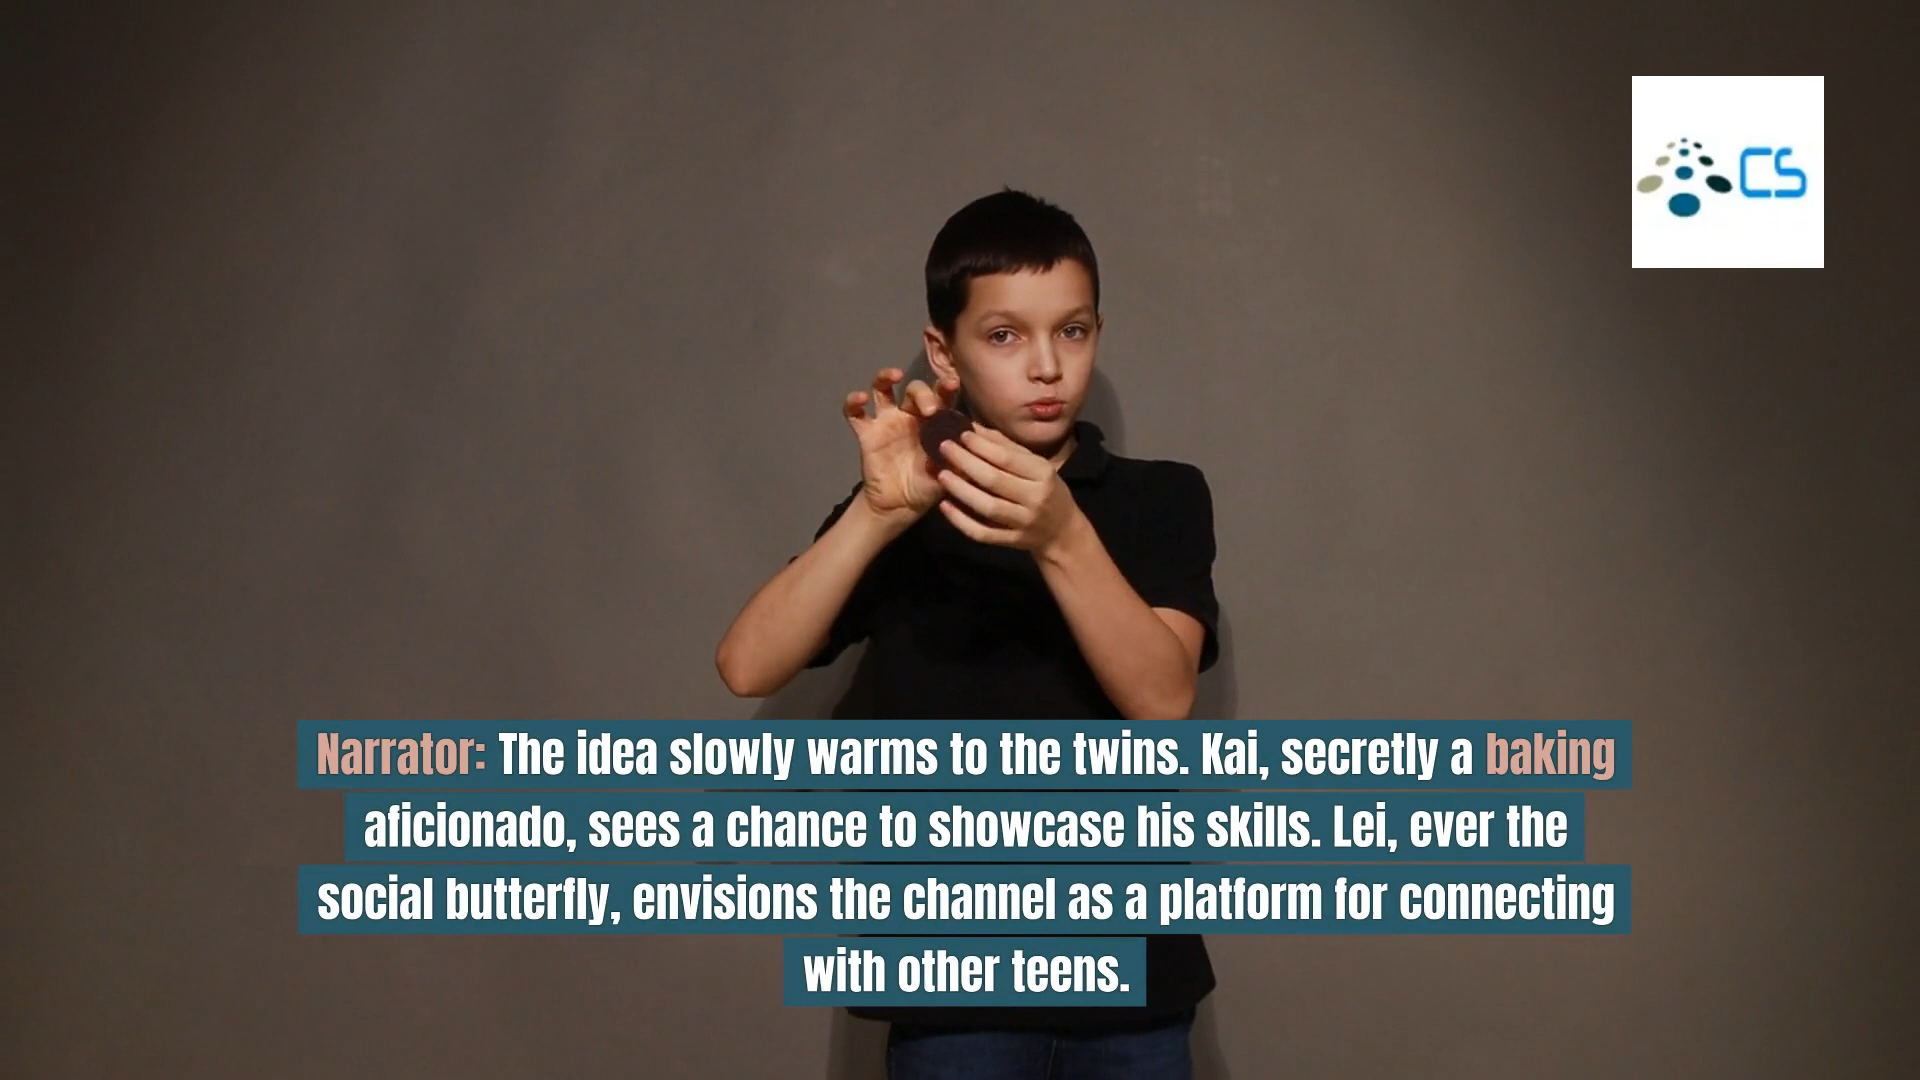 CS
Narrator: The idea slowly warms to the twins. Kai, secretly a baking
aficionado, sees a chance to showcase his skills. Lei, ever the
social butterfly, envisions the channel as a platform for connecting
with other teens.